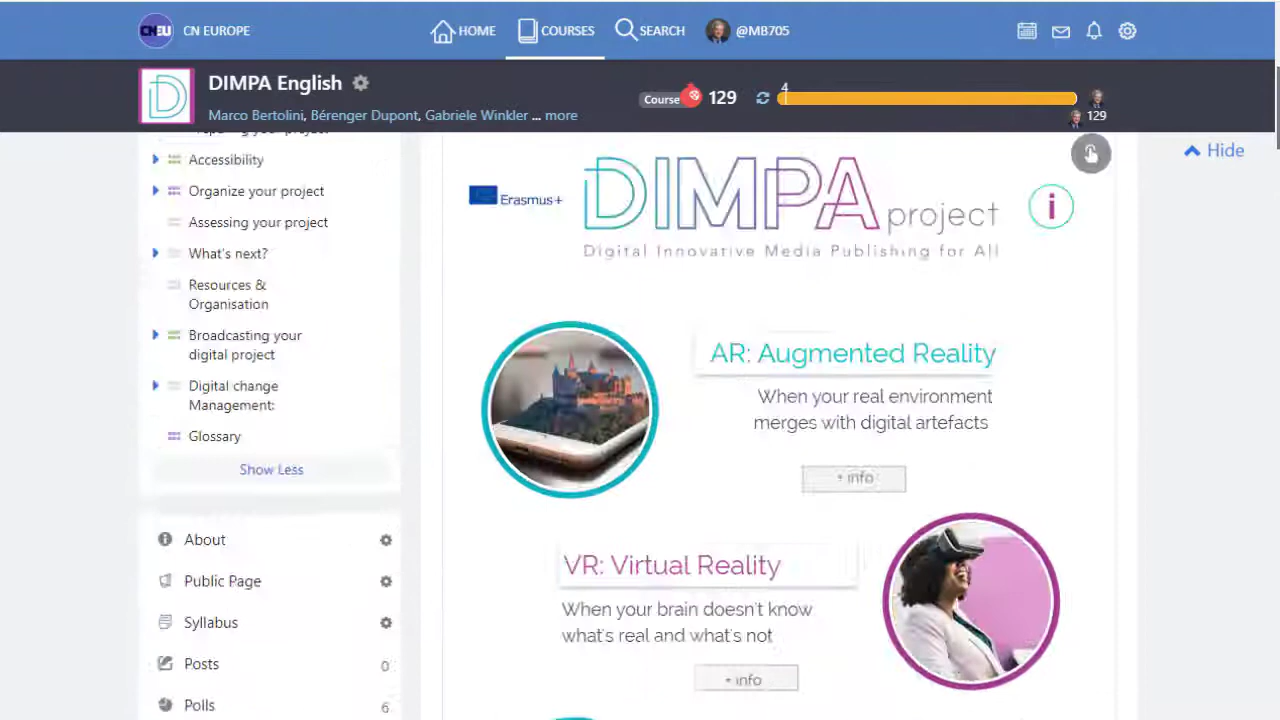 CNEU
CN EUROPE
HOME
COURSES
SEARCH
@MB705
DIMPA English
Marco Bertolini, Bérenger Dupont, Gabriele Winkler ... more
Course
129
4
129
Hide
Accessibility
Organize your project
Assessing your project
What's next?
Resources &
Organisation
Broadcasting your
digital project
Digital change
Management:
Glossary
Show Less
About
Public Page
Syllabus
Posts
0
Polls
6
Erasmus+
DIMPA project
i
Digital Innovative Media Publishing for All
AR: Augmented Reality
When your real environment
merges with digital artefacts
+ info
VR: Virtual Reality
When your brain doesn't know
what's real and what's not
+ info